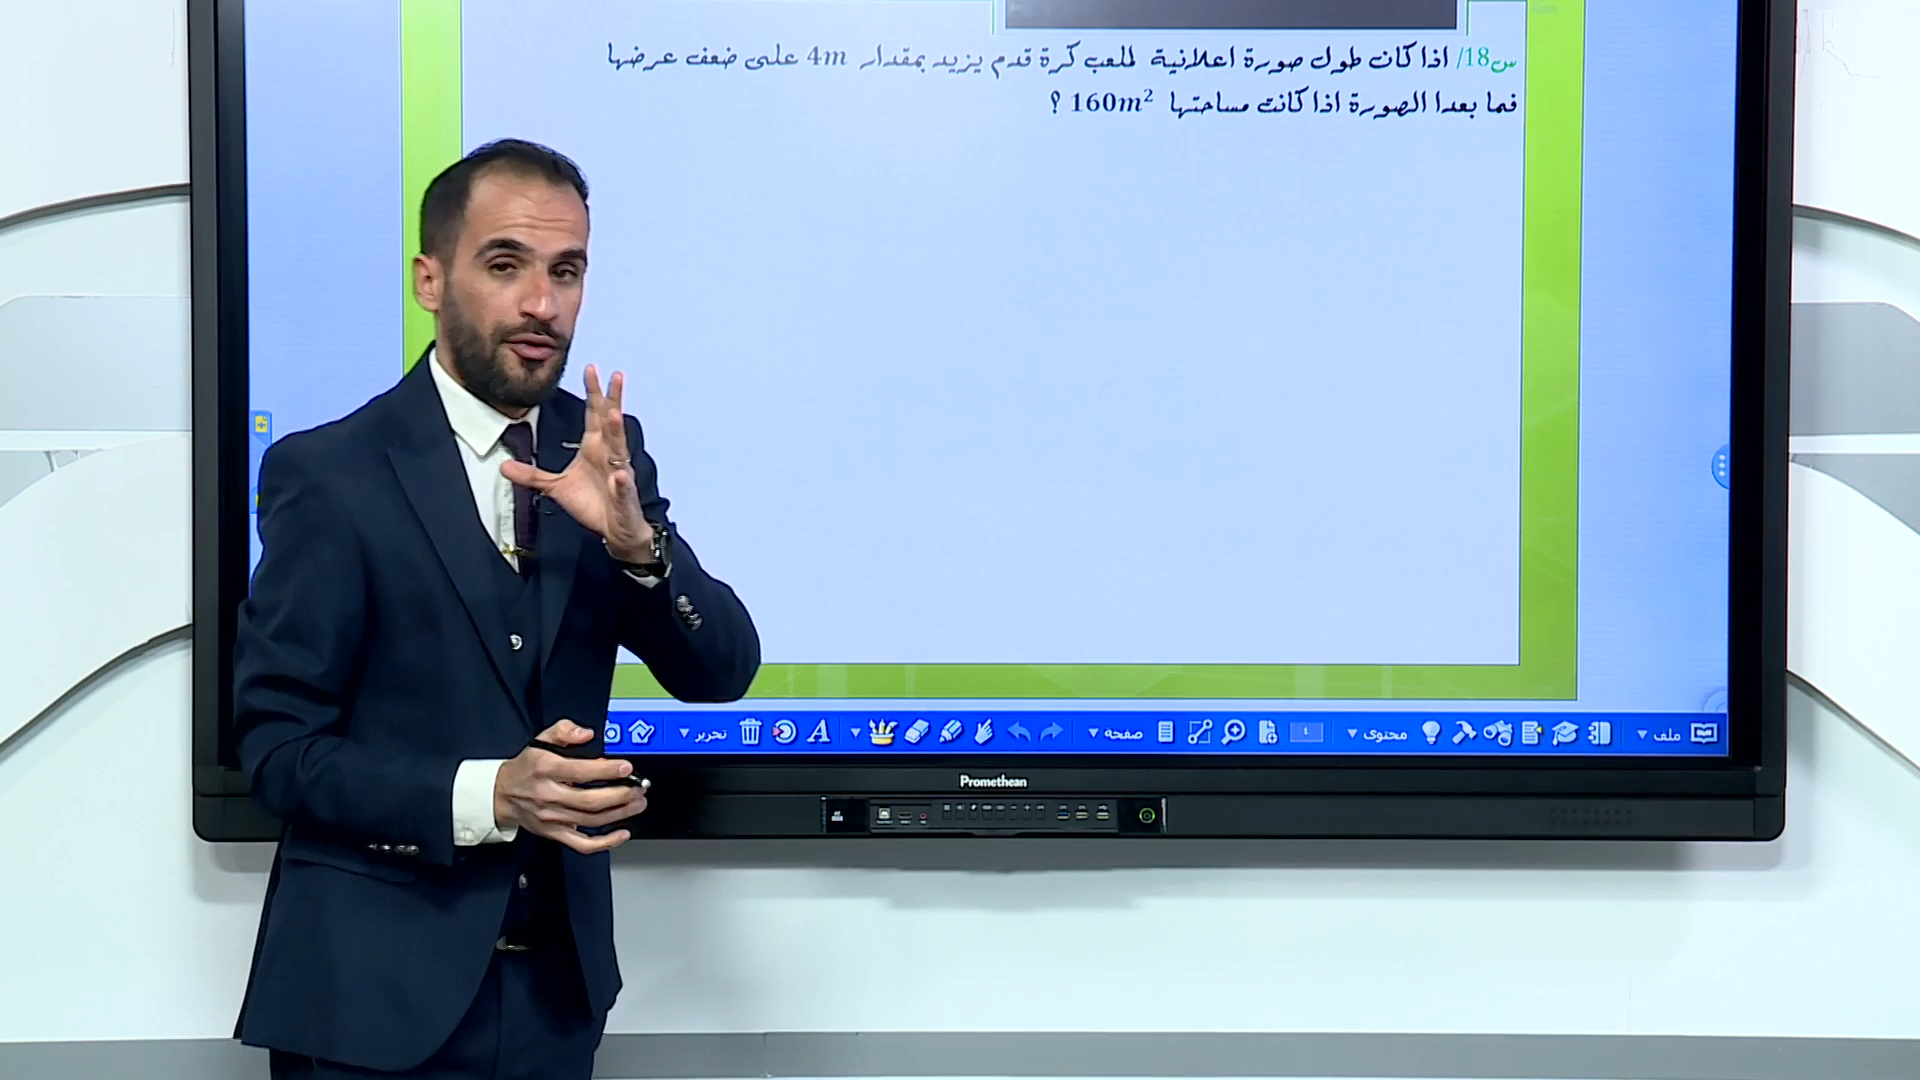 س18/ اذا كان طول صورة اعلانية لملعب كرة قدم يزيد بمقدار 4m على ضعف عرضها
فما بعدا الصورة اذا كانت مساحتها 160m² ؟
ملف محتوى ١ صفحة A تحرير
Promethean